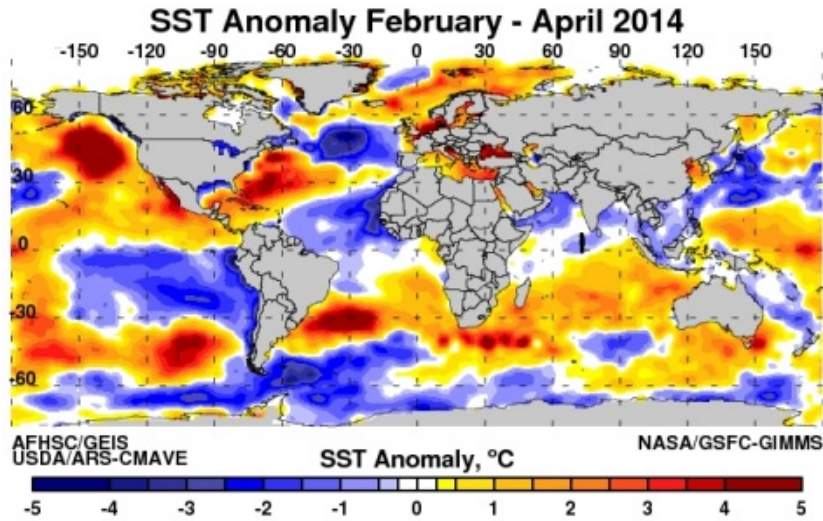 SST Anomaly February - April 2014
-150 -120 -90 -60 -30 0 30 60 90 120 150
60
30
0
-30
-60
AFHSC/GEIS
USDA/ARS-CMAVE
NASA/GSFC-GIMMS
SST Anomaly, ºC
-5 -4 -3 -2 -1 0 1 2 3 4 5